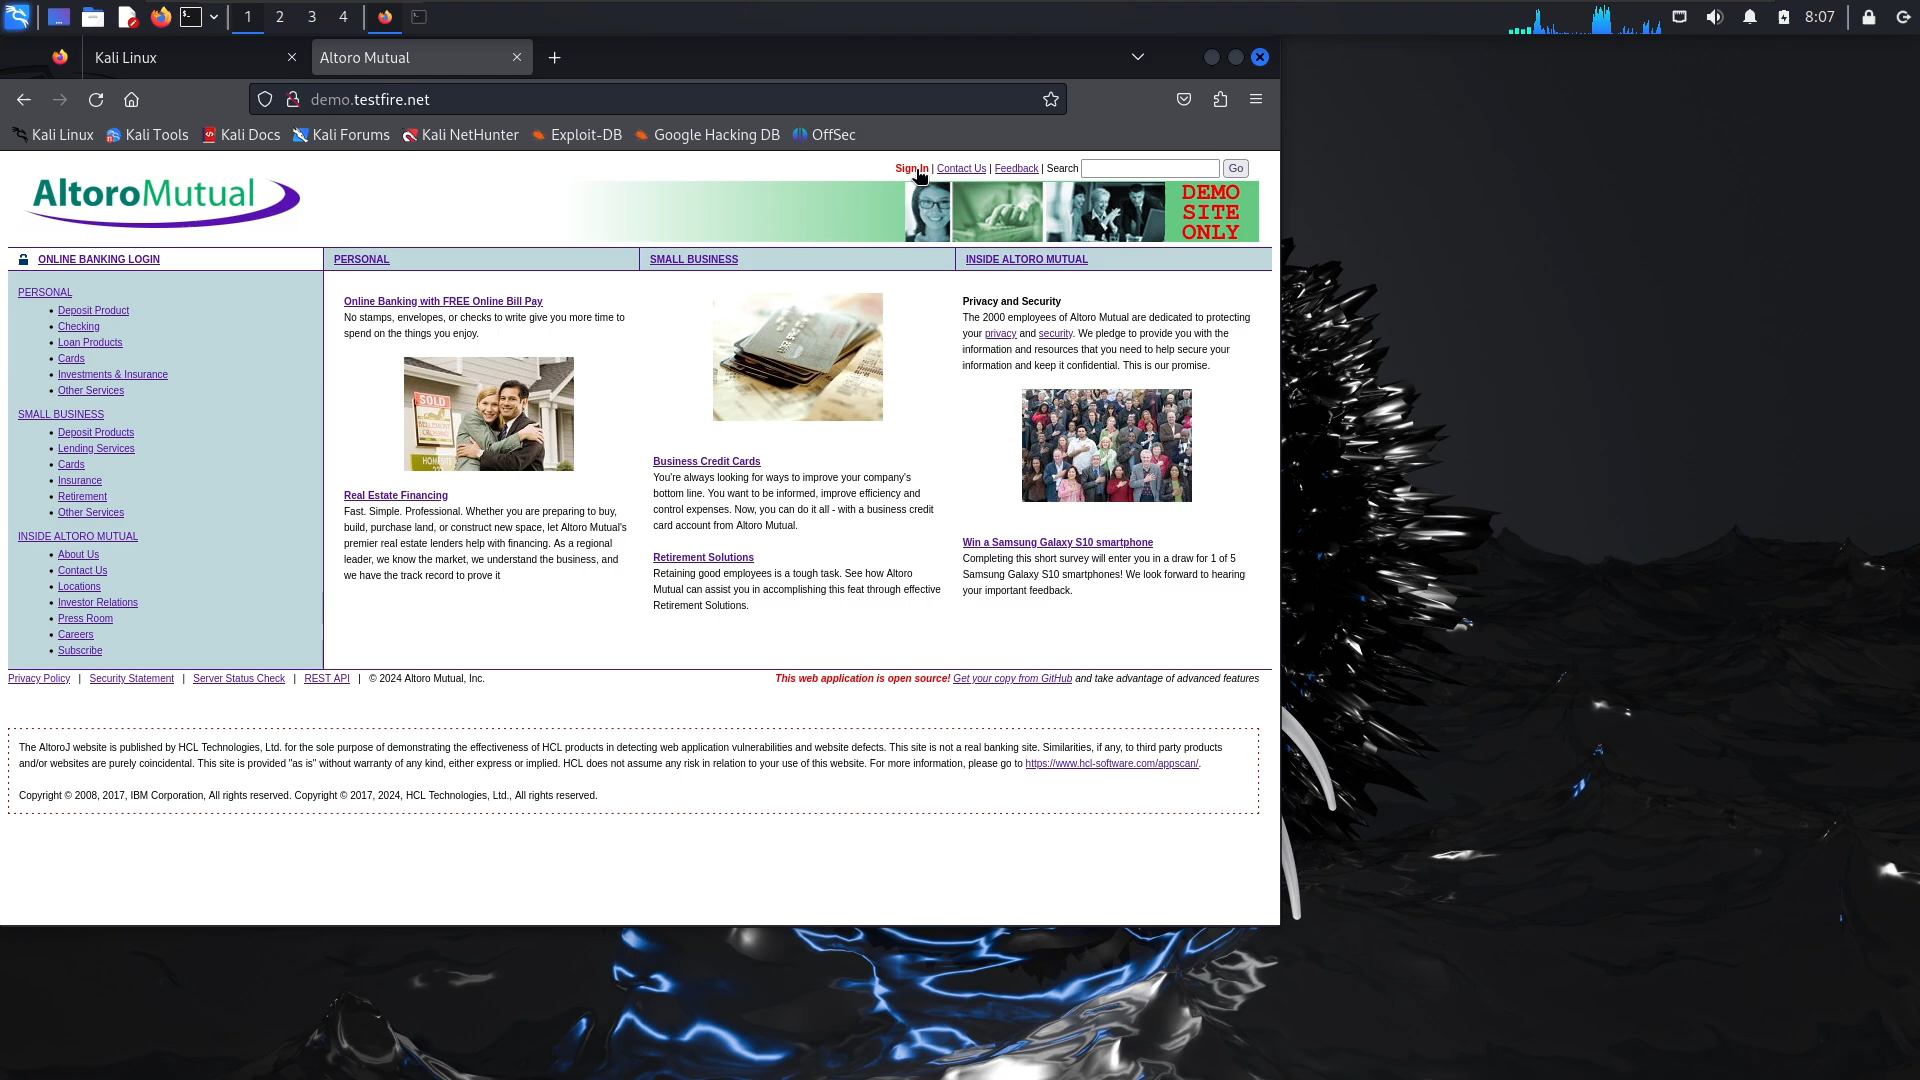 1 2 3 4 8:07
Kali Linux
Altoro Mutual
demo.testfire.net
Kali Linux Kali Tools Kali Docs Kali Forums Kali NetHunter Exploit-DB Google Hacking DB OffSec
Sign In | Contact Us | Feedback | Search Go
AltoroMutual
DEMO
SITE
ONLY
ONLINE BANKING LOGIN
PERSONAL
SMALL BUSINESS
INSIDE ALTORO MUTUAL
PERSONAL
• Deposit Product
• Checking
• Loan Products
• Cards
• Investments & Insurance
• Other Services
SMALL BUSINESS
• Deposit Products
• Lending Services
• Cards
• Insurance
• Retirement
• Other Services
INSIDE ALTORO MUTUAL
• About Us
• Contact Us
• Locations
• Investor Relations
• Press Room
• Careers
• Subscribe
Online Banking with FREE Online Bill Pay
No stamps, envelopes, or checks to write give you more time to
spend on the things you enjoy.
SOLD
Real Estate Financing
Fast. Simple. Professional. Whether you are preparing to buy,
build, purchase land, or construct new space, let Altoro Mutual's
premier real estate lenders help with financing. As a regional
leader, we know the market, we understand the business, and
we have the track record to prove it
Business Credit Cards
You're always looking for ways to improve your company's
bottom line. You want to be informed, improve efficiency and
control expenses. Now, you can do it all - with a business credit
card account from Altoro Mutual.
Retirement Solutions
Retaining good employees is a tough task. See how Altoro
Mutual can assist you in accomplishing this feat through effective
Retirement Solutions.
Privacy and Security
The 2000 employees of Altoro Mutual are dedicated to protecting
your privacy and security. We pledge to provide you with the
information and resources that you need to help secure your
information and keep it confidential. This is our promise.
Win a Samsung Galaxy S10 smartphone
Completing this short survey will enter you in a draw for 1 of 5
Samsung Galaxy S10 smartphones! We look forward to hearing
your important feedback.
Privacy Policy | Security Statement | Server Status Check | REST API | © 2024 Altoro Mutual, Inc.
This web application is open source! Get your copy from GitHub and take advantage of advanced features
The AltoroJ website is published by HCL Technologies, Ltd. for the sole purpose of demonstrating the effectiveness of HCL products in detecting web application vulnerabilities and website defects. This site is not a real banking site. Similarities, if any, to third party products
and/or websites are purely coincidental. This site is provided "as is" without warranty of any kind, either express or implied. HCL does not assume any risk in relation to your use of this website. For more information, please go to https://www.hcl-software.com/appscan/.
Copyright © 2008, 2017, IBM Corporation, All rights reserved. Copyright © 2017, 2024, HCL Technologies, Ltd., All rights reserved.